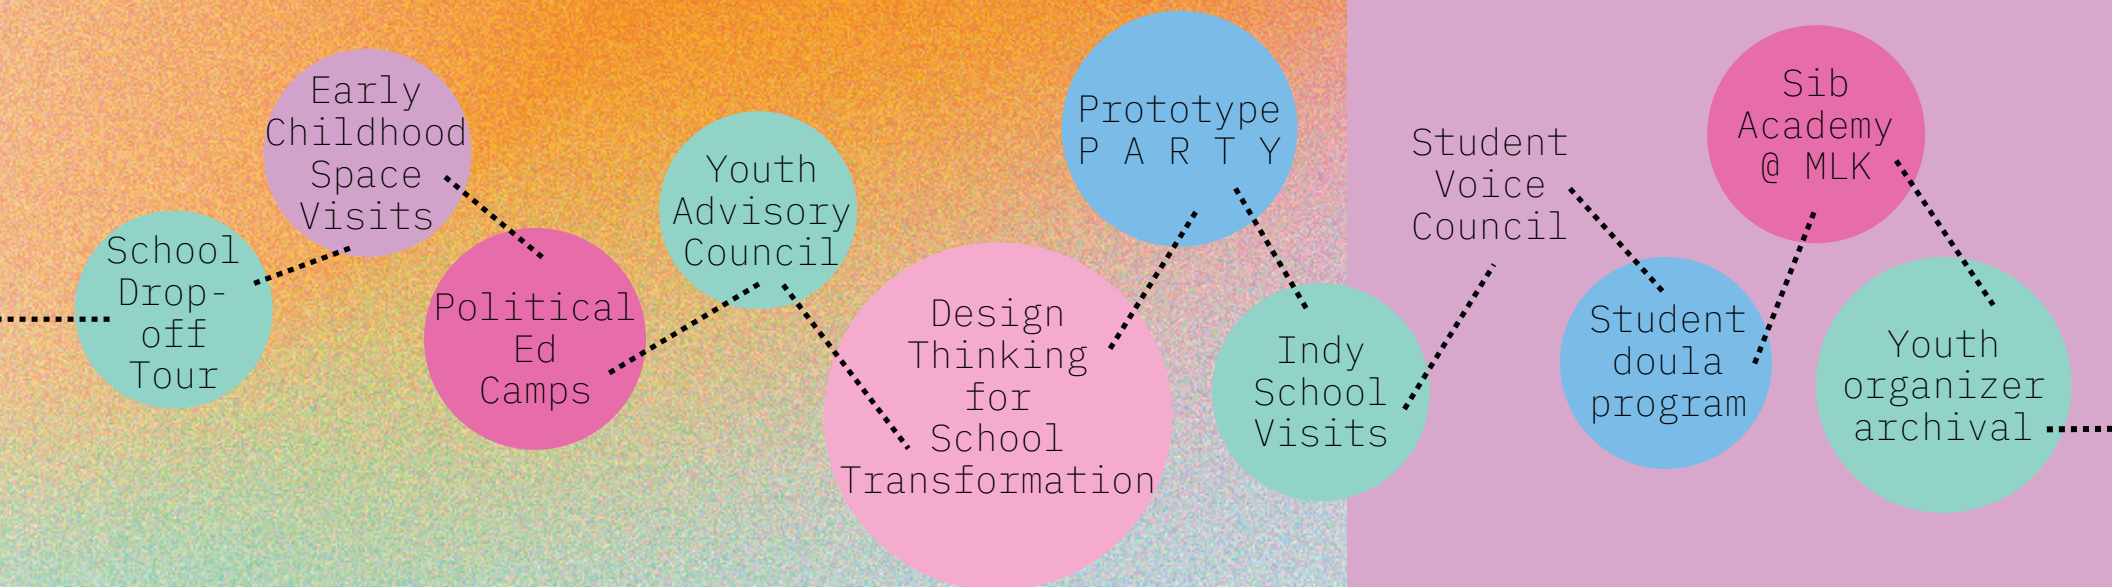 School
Drop-
off
Tour
Early
Childhood
Space
Visits
Political
Ed
Camps
Youth
Advisory
Council
Design
Thinking
for
School
Transformation
Prototype
P A R T Y
Indy
School
Visits
Student
Voice
Council
Student
doula
program
Sib
Academy
@ MLK
Youth
organizer
archival